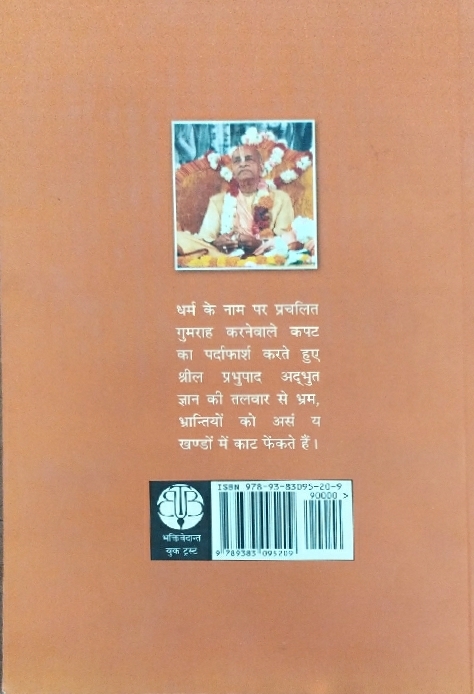 धर्म के नाम पर प्रचलित
गुमराह करनेवाले कपट
का पर्दाफार्श करते हुए
श्रील प्रभुपाद अद्भुत
ज्ञान की तलवार से भ्रम,
भ्रान्तियों को असं य
खण्डों में काट फेंकते हैं।
ISBN 978-93-83095-20-9
90000 >
9 789383 095209
BBT
भक्तिवेदान्त
बुक ट्रस्ट